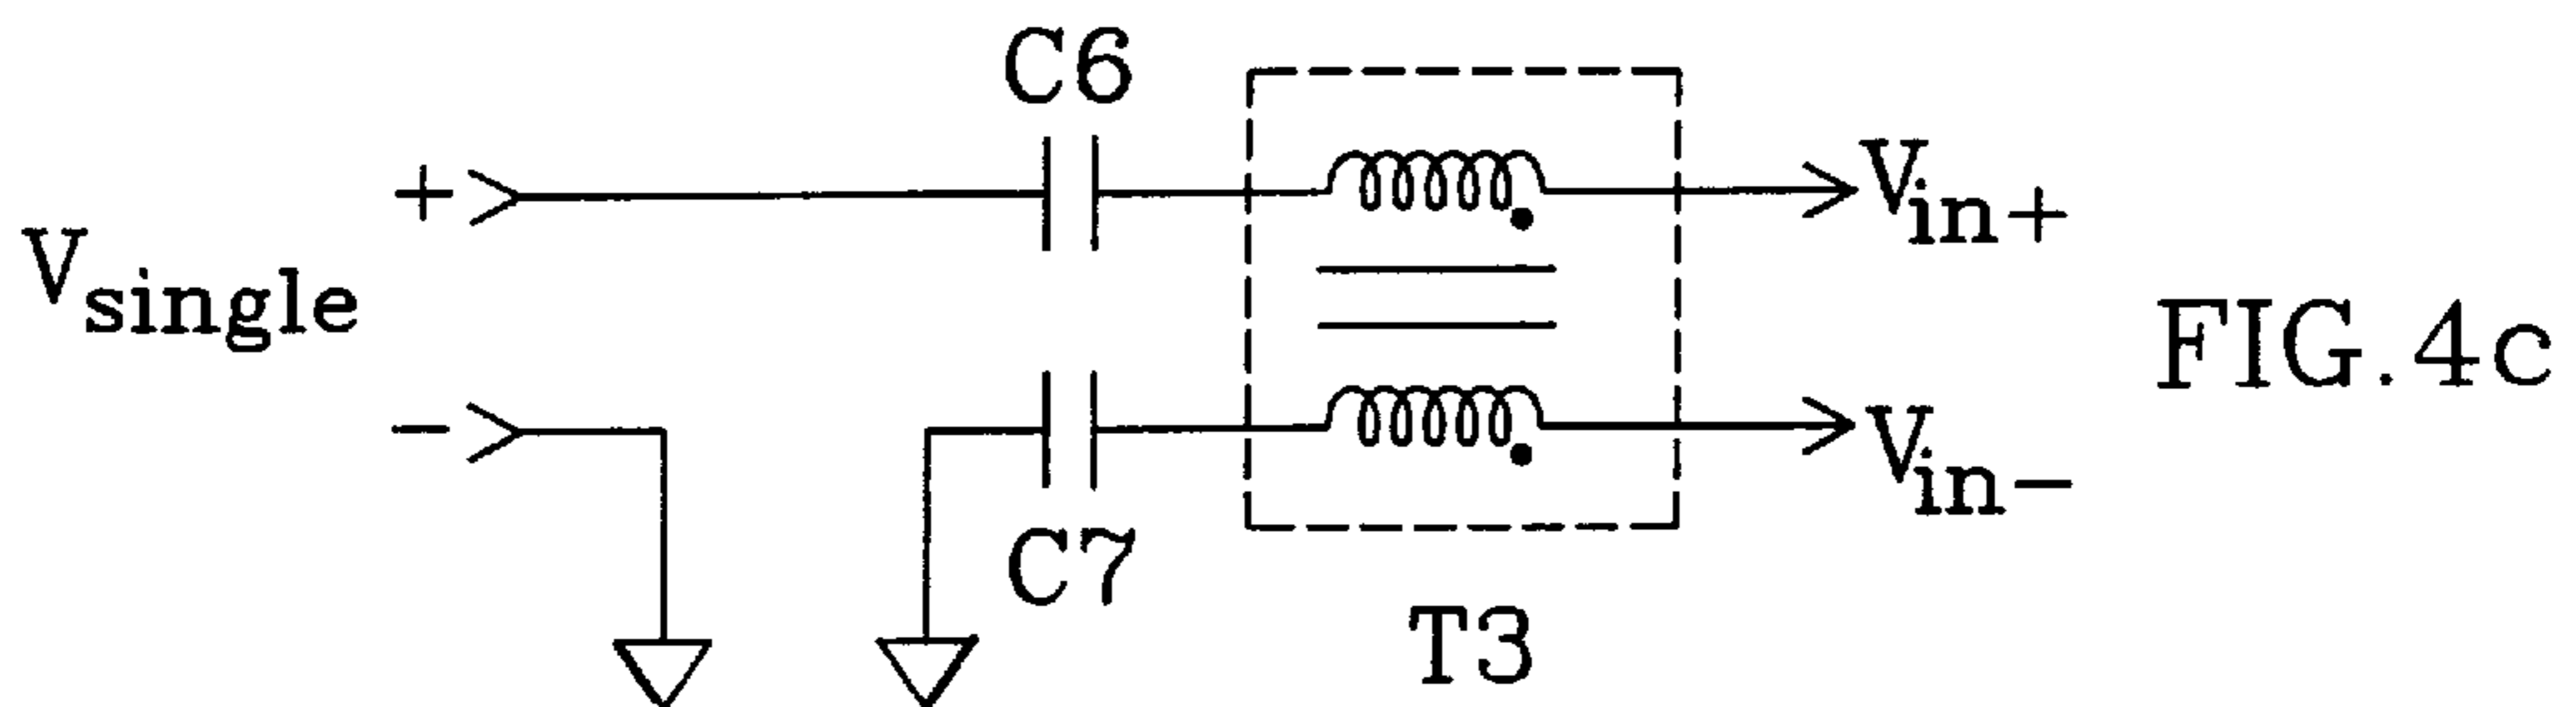 C6
+
V_in+
V_single
FIG.4c
-
V_in-
C7
T3